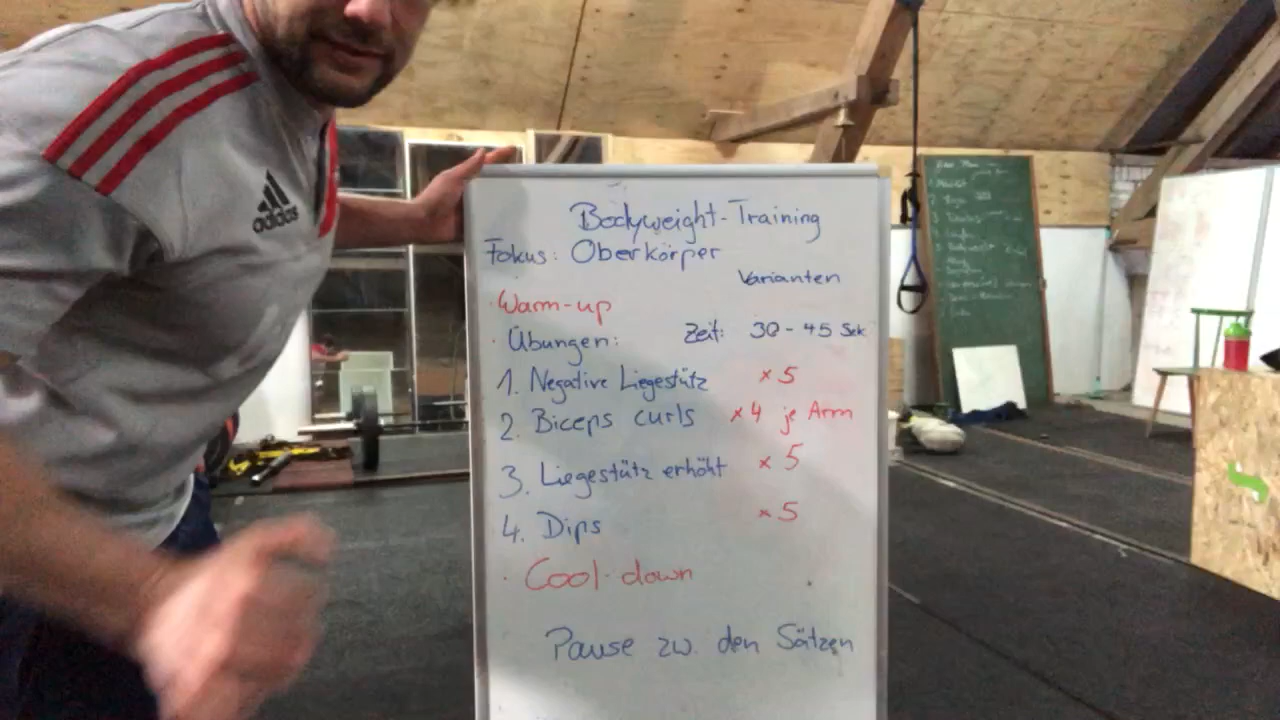 adidas
Bodyweight-Training
Fokus: Oberkörper
Varianten
· Warm-up
· Übungen: Zeit: 30 - 45 Sek
1. Negative Liegestütz x 5
2. Biceps curls x 4 je Arm
3. Liegestütz erhöht x 5
4. Dips x 5
· Cool-down
Pause zw. den Sätzen